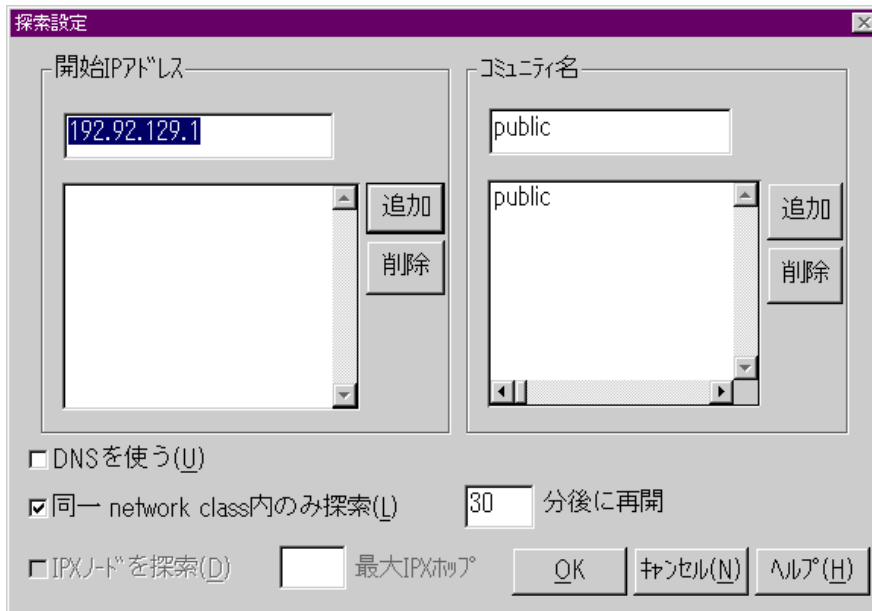 探索設定
開始IPｱﾄﾞﾚｽ
192.92.129.1
追加
削除
ｺﾐｭﾆﾃｨ名
public
public
追加
削除
DNSを使う(U)
同一 network class内のみ探索(L)
30 分後に再開
IPXﾉｰﾄﾞを探索(D)
最大IPXﾎｯﾌﾟ
OK
ｷｬﾝｾﾙ(N)
ﾍﾙﾌﾟ(H)